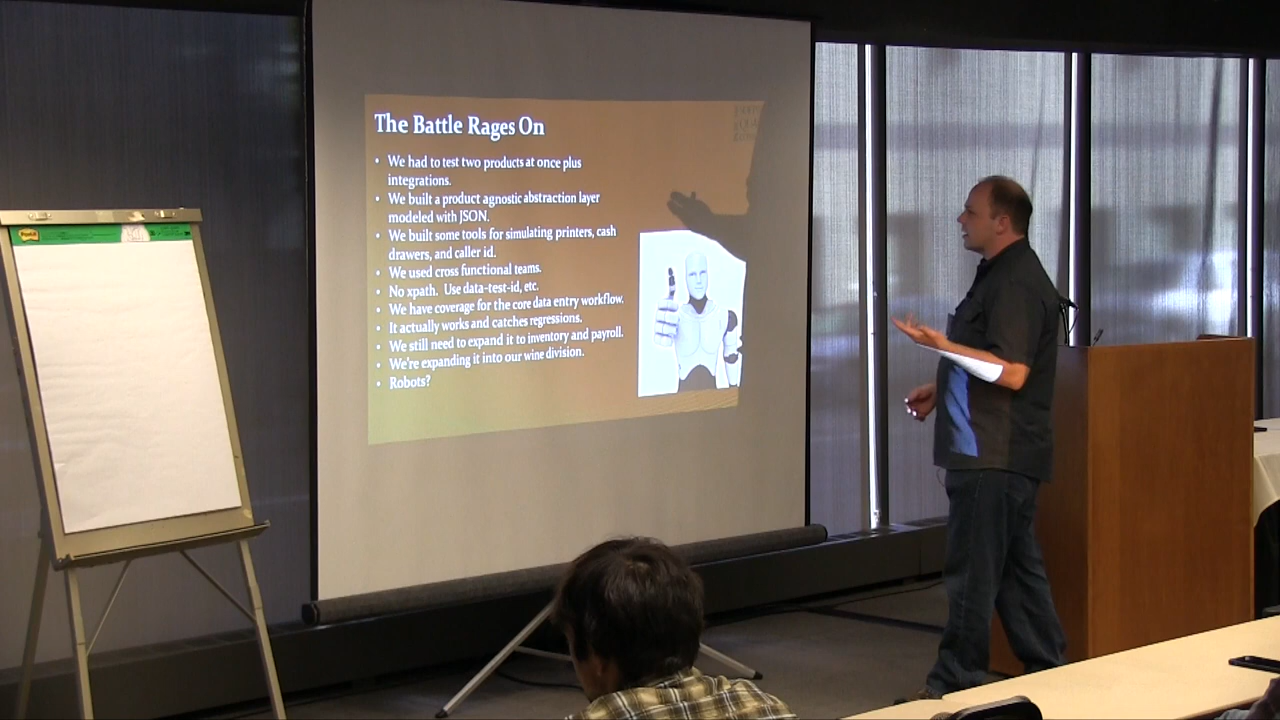 The Battle Rages On
• We had to test two products at once plus
integrations.
• We built a product agnostic abstraction layer
modeled with JSON.
• We built some tools for simulating printers, cash
drawers, and caller id.
• We used cross functional teams.
• No xpath. Use data-test-id, etc.
• We have coverage for the core data entry workflow.
• It actually works and catches regressions.
• We still need to expand it to inventory and payroll.
• We're expanding it into our wine division.
• Robots?
Post-it